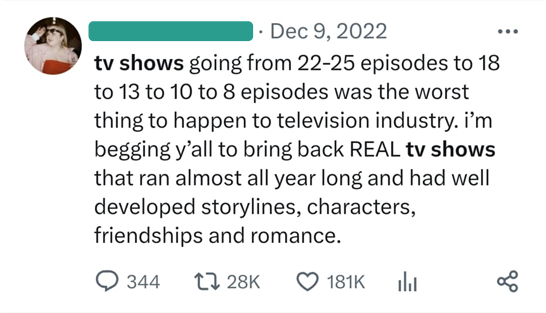 · Dec 9, 2022
tv shows going from 22-25 episodes to 18
to 13 to 10 to 8 episodes was the worst
thing to happen to television industry. i’m
begging y’all to bring back REAL tv shows
that ran almost all year long and had well
developed storylines, characters,
friendships and romance.
344 28K 181K